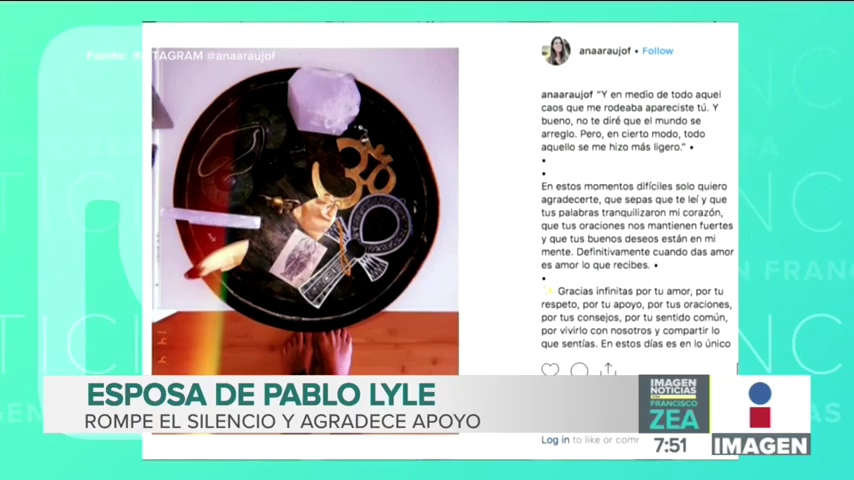 Fuente: INSTAGRAM @anaaraujof
anaaraujof • Follow
anaaraujof "Y en medio de todo aquel
caos que me rodeaba apareciste tú. Y
bueno, no te diré que el mundo se
arreglo. Pero, en cierto modo, todo
aquello se me hizo más ligero." •
•
•
En estos momentos difíciles solo quiero
agradecerte, que sepas que te leí y que
tus palabras tranquilizaron mi corazón,
que tus oraciones nos mantienen fuertes
y que tus buenos deseos están en mi
mente. Definitivamente cuando das amor
es amor lo que recibes. •
•
✨ Gracias infinitas por tu amor, por tu
respeto, por tu apoyo, por tus oraciones,
por tus consejos, por tu sentido común,
por vivirlo con nosotros y compartir lo
que sentías. En estos días es en lo único
Log in to like or comr
ESPOSA DE PABLO LYLE
ROMPE EL SILENCIO Y AGRADECE APOYO
IMAGEN
NOTICIAS
CON
FRANCISCO
ZEA
7:51
IMAGEN